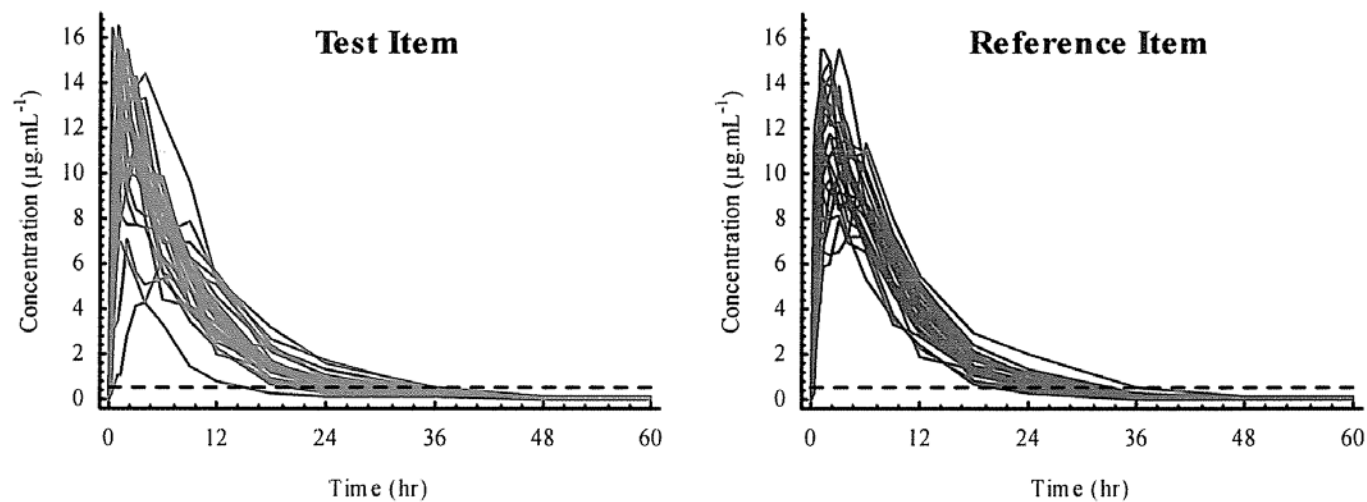 Test Item
Concentration (µg.mL⁻¹)
16
14
12
10
8
6
4
2
0
0 12 24 36 48 60
Time (hr)
Reference Item
Concentration (µg.mL⁻¹)
16
14
12
10
8
6
4
2
0
0 12 24 36 48 60
Time (hr)